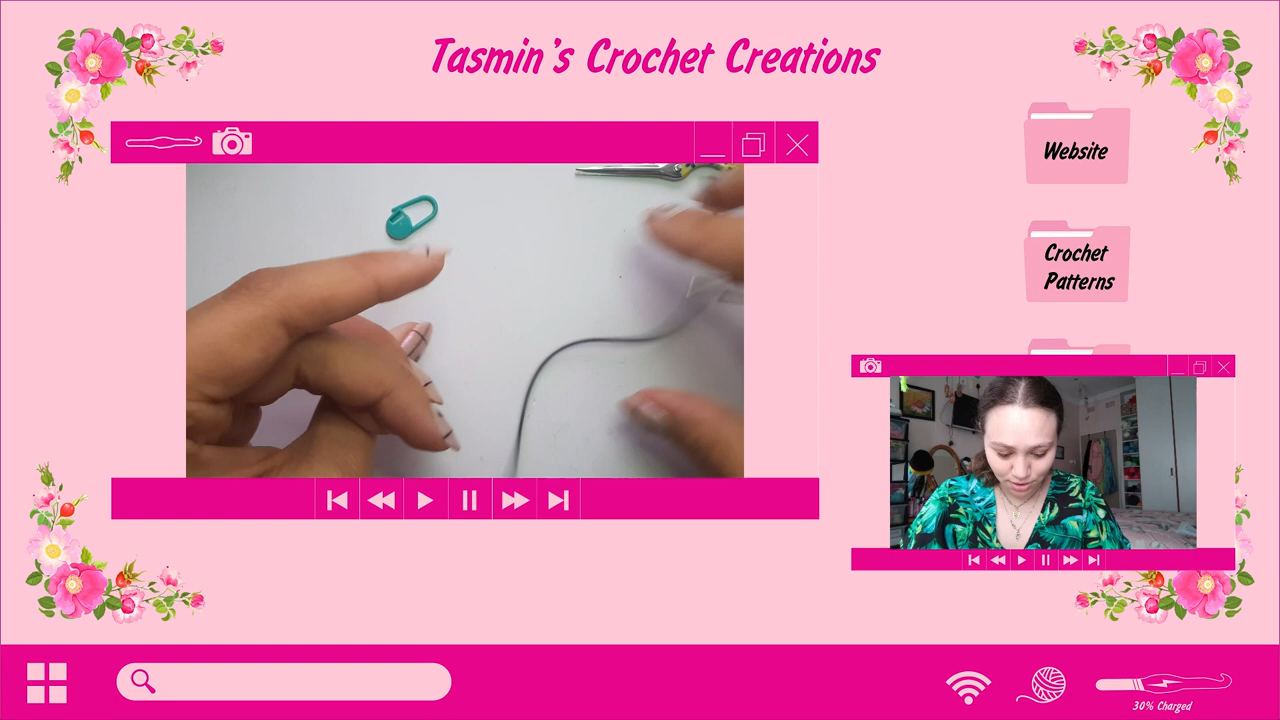 Tasmin's Crochet Creations
Website
Crochet
Patterns
30% Charged